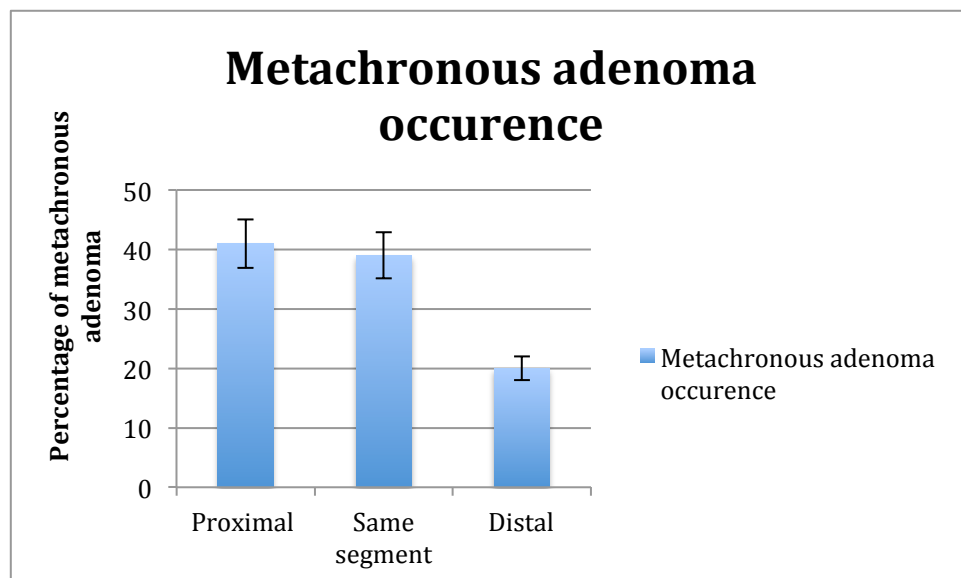 Metachronous adenoma
occurence
Percentage of metachronous
adenoma
50
40
30
20
10
0
Proximal
Same
segment
Distal
Metachronous adenoma
occurence